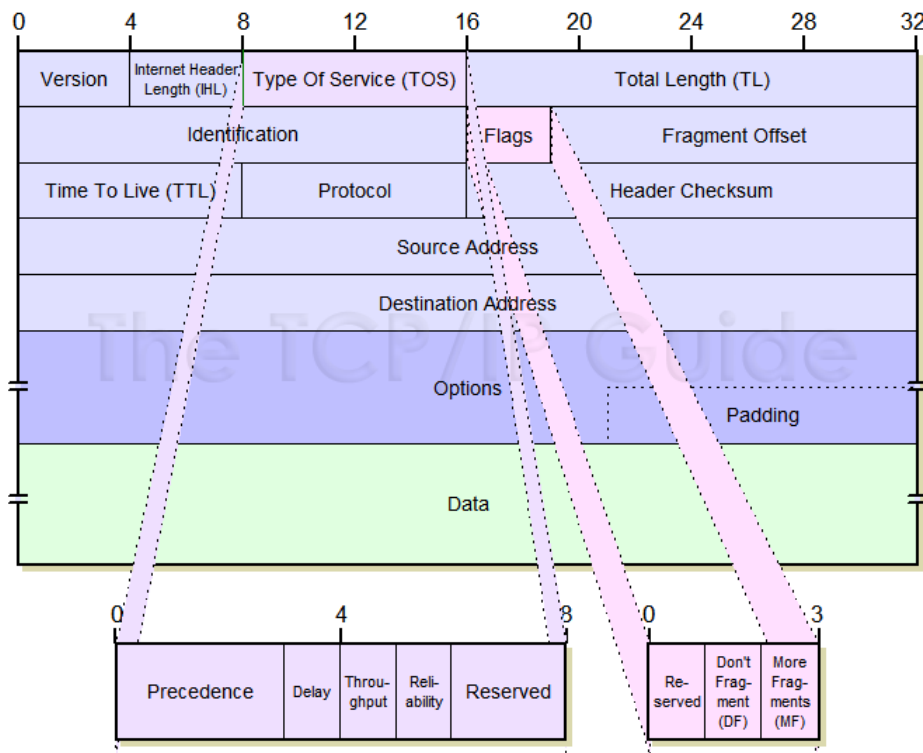 0 4 8 12 16 20 24 28 32
Version
Internet Header
Length (IHL)
Type Of Service (TOS)
Total Length (TL)
Identification
Flags
Fragment Offset
Time To Live (TTL)
Protocol
Header Checksum
Source Address
Destination Address
The TCP/IP Guide
Options
Padding
Data
0 4 8
Precedence
Delay
Throu-
ghput
Reli-
ability
Reserved
0 3
Re-
served
Don't
Frag-
ment
(DF)
More
Frag-
ments
(MF)